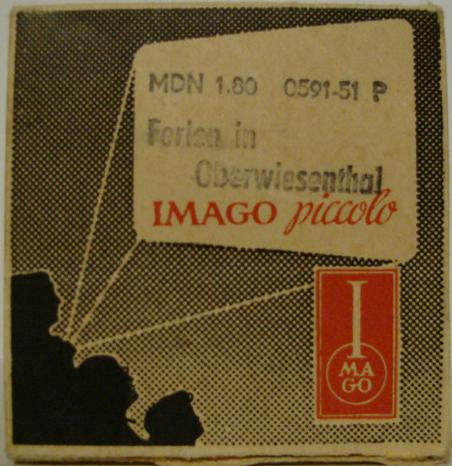 MDN 1.80 0591-51 P
Ferien in
Oberwiesenthal
IMAGO piccolo
I
MA
GO